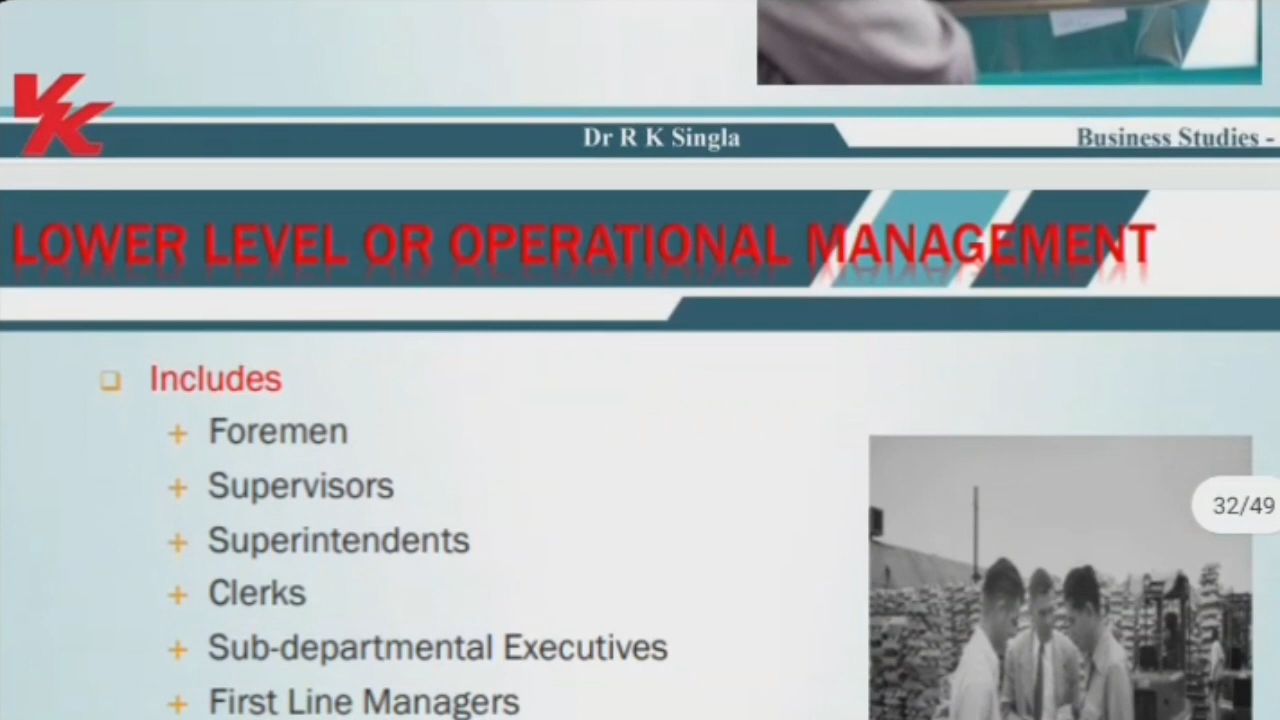 VK
Dr R K Singla
Business Studies -
LOWER LEVEL OR OPERATIONAL MANAGEMENT
Includes
Foremen
Supervisors
32/49
Superintendents
Clerks
Sub-departmental Executives
First Line Managers